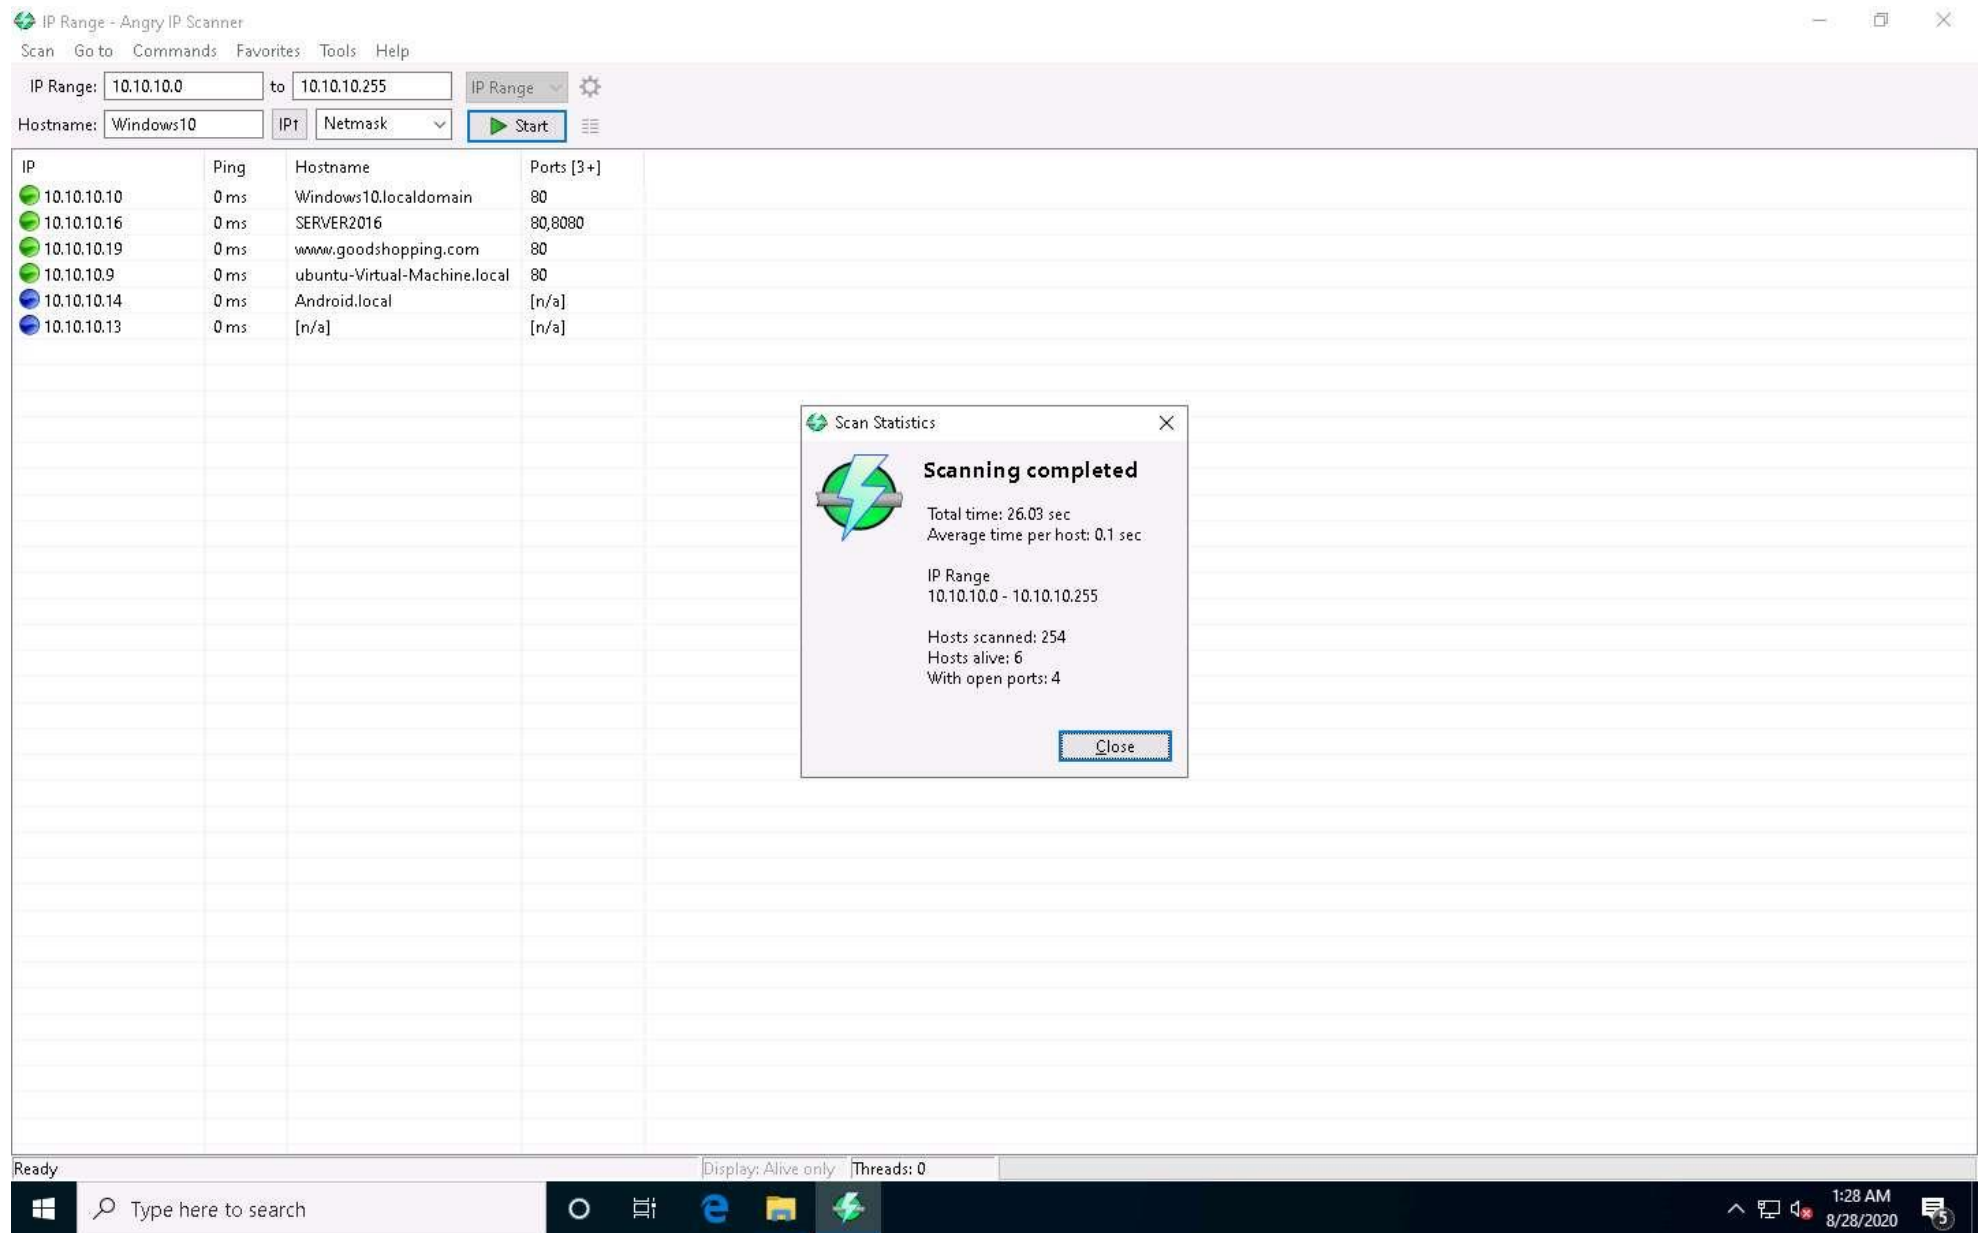 IP Range - Angry IP Scanner
Scan Go to Commands Favorites Tools Help
IP Range: 10.10.10.0 to 10.10.10.255 IP Range
Hostname: Windows10 IP↑ Netmask Start
IP Ping Hostname Ports [3+]
10.10.10.10 0 ms Windows10.localdomain 80
10.10.10.16 0 ms SERVER2016 80,8080
10.10.10.19 0 ms www.goodshopping.com 80
10.10.10.9 0 ms ubuntu-Virtual-Machine.local 80
10.10.10.14 0 ms Android.local [n/a]
10.10.10.13 0 ms [n/a] [n/a]
Scan Statistics
Scanning completed
Total time: 26.03 sec
Average time per host: 0.1 sec
IP Range
10.10.10.0 - 10.10.10.255
Hosts scanned: 254
Hosts alive: 6
With open ports: 4
Close
Ready Display: Alive only Threads: 0
Type here to search
1:28 AM
8/28/2020
5